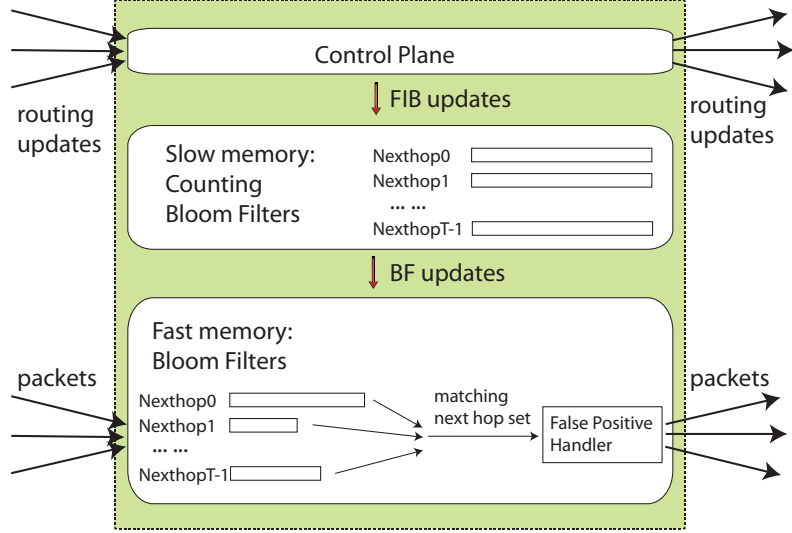 Control Plane
routing
updates
FIB updates
routing
updates
Slow memory:
Counting
Bloom Filters
Nexthop0
Nexthop1
... ...
NexthopT-1
BF updates
Fast memory:
Bloom Filters
packets
Nexthop0
Nexthop1
... ...
NexthopT-1
matching
next hop set
False Positive
Handler
packets